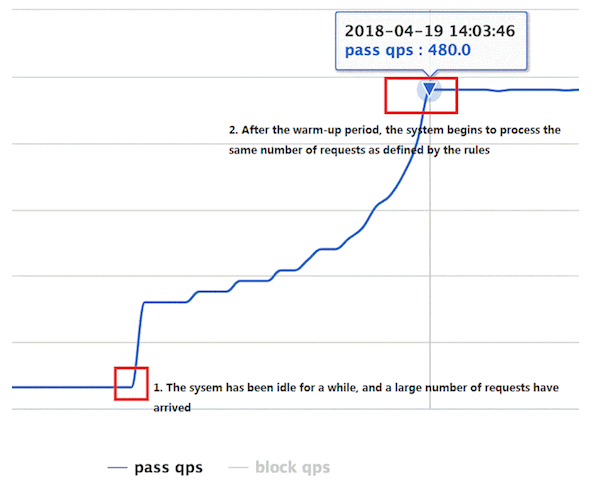 2018-04-19 14:03:46
pass qps : 480.0
2. After the warm-up period, the system begins to process the
same number of requests as defined by the rules
1. The sysem has been idle for a while, and a large number of requests have
arrived
pass qps
block qps